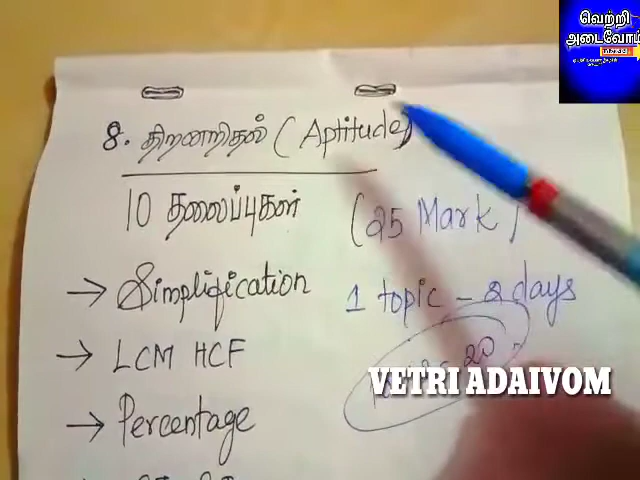 வெற்றி
அடைவோம்
8. திறனறிதல் (Aptitude)
10 தலைப்புகள் (25 Mark)
→ Simplification
1 topic - 2 days
→ LCM HCF
VETRI ADAIVOM
→ Percentage